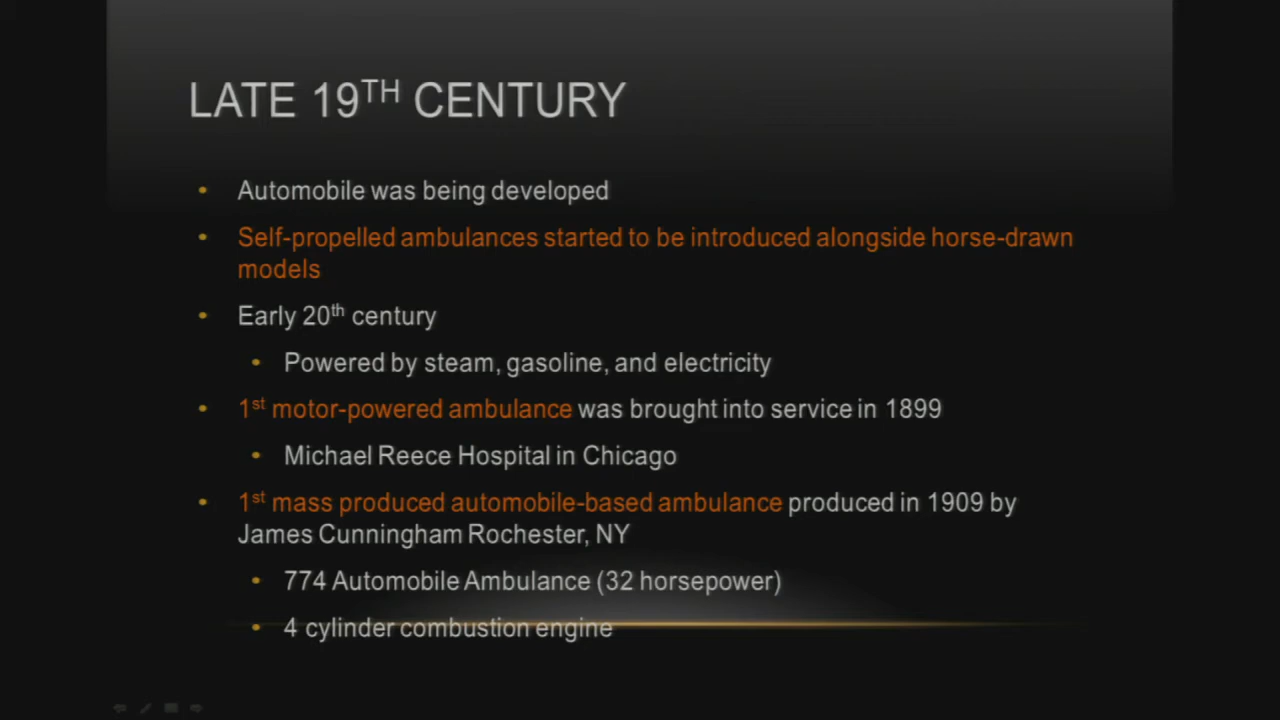 LATE 19TH CENTURY
• Automobile was being developed
• Self-propelled ambulances started to be introduced alongside horse-drawn
models
• Early 20th century
• Powered by steam, gasoline, and electricity
• 1st motor-powered ambulance was brought into service in 1899
• Michael Reece Hospital in Chicago
• 1st mass produced automobile-based ambulance produced in 1909 by
James Cunningham Rochester, NY
• 774 Automobile Ambulance (32 horsepower)
• 4 cylinder combustion engine